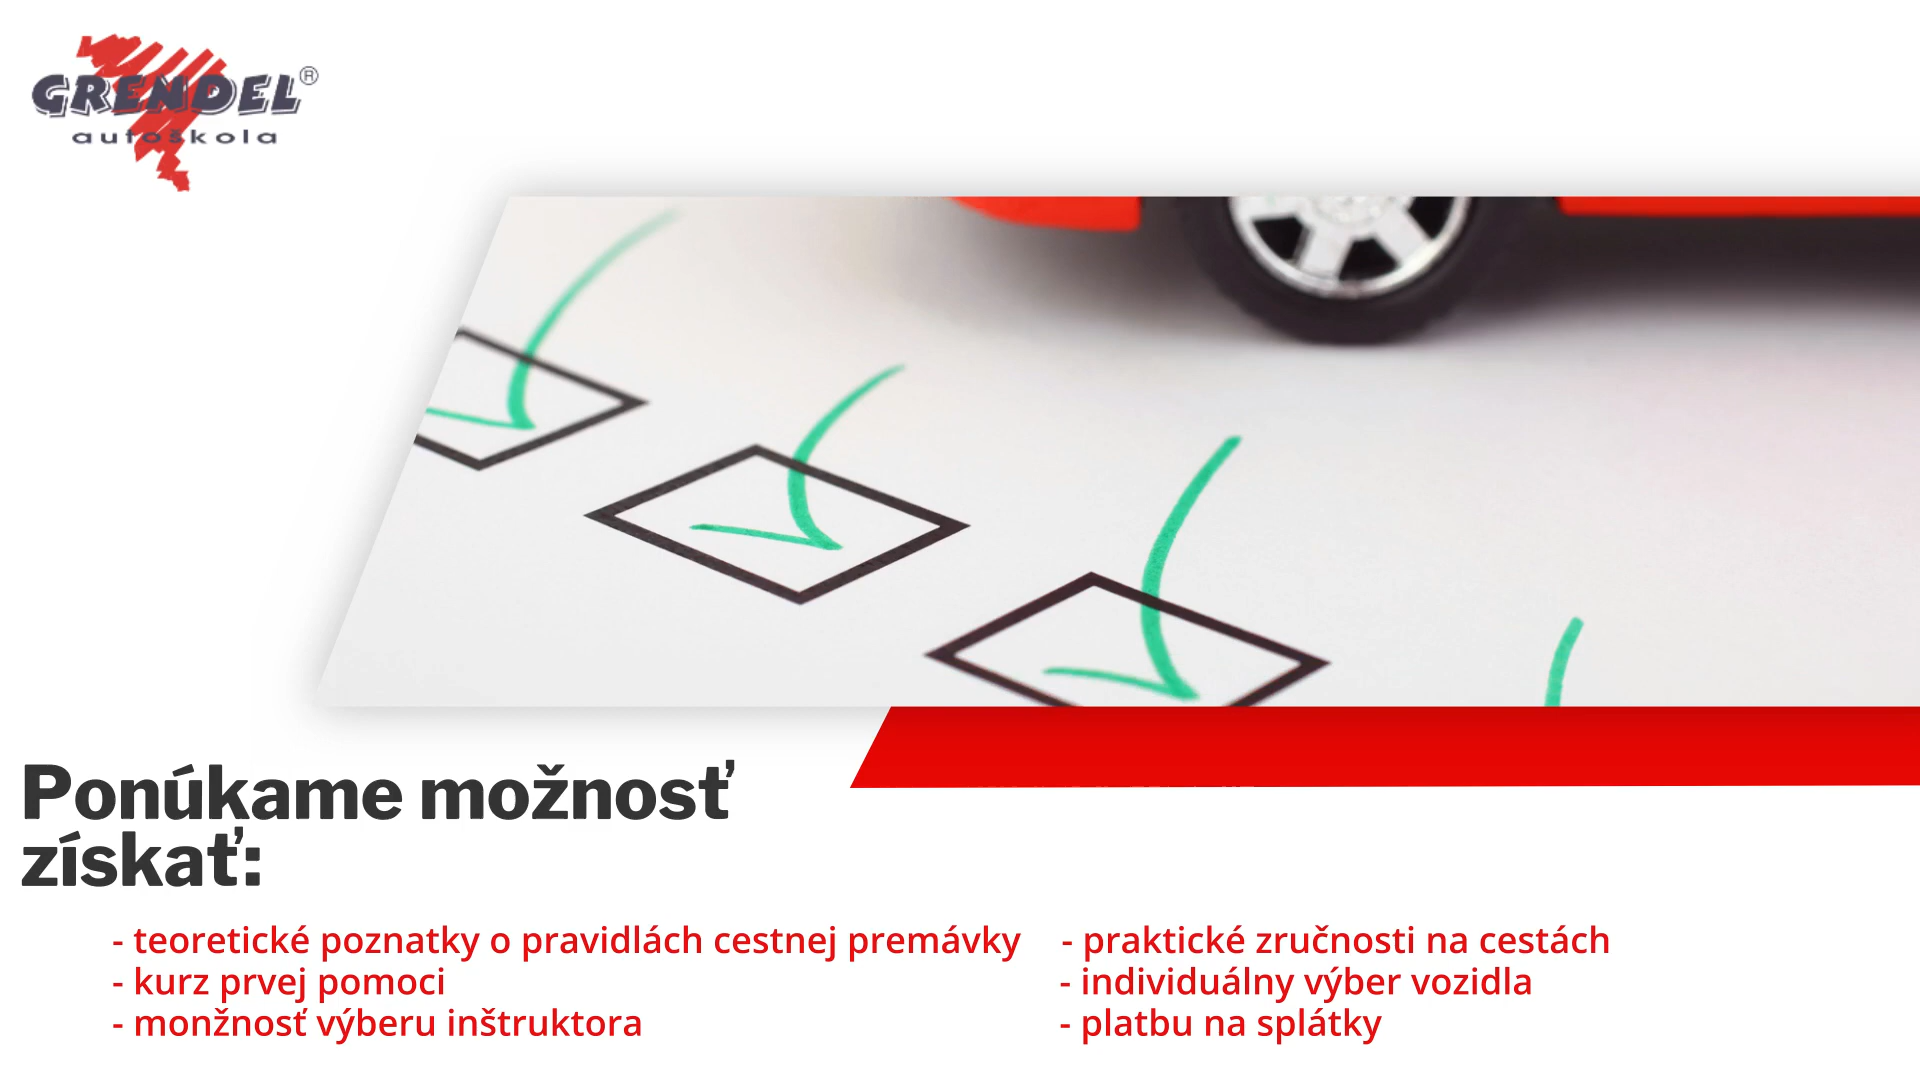 GRENDEL®
autoškola
Ponúkame možnosť
získať:
- teoretické poznatky o pravidlách cestnej premávky
- kurz prvej pomoci
- monžnosť výberu inštruktora
- praktické zručnosti na cestách
- individuálny výber vozidla
- platbu na splátky